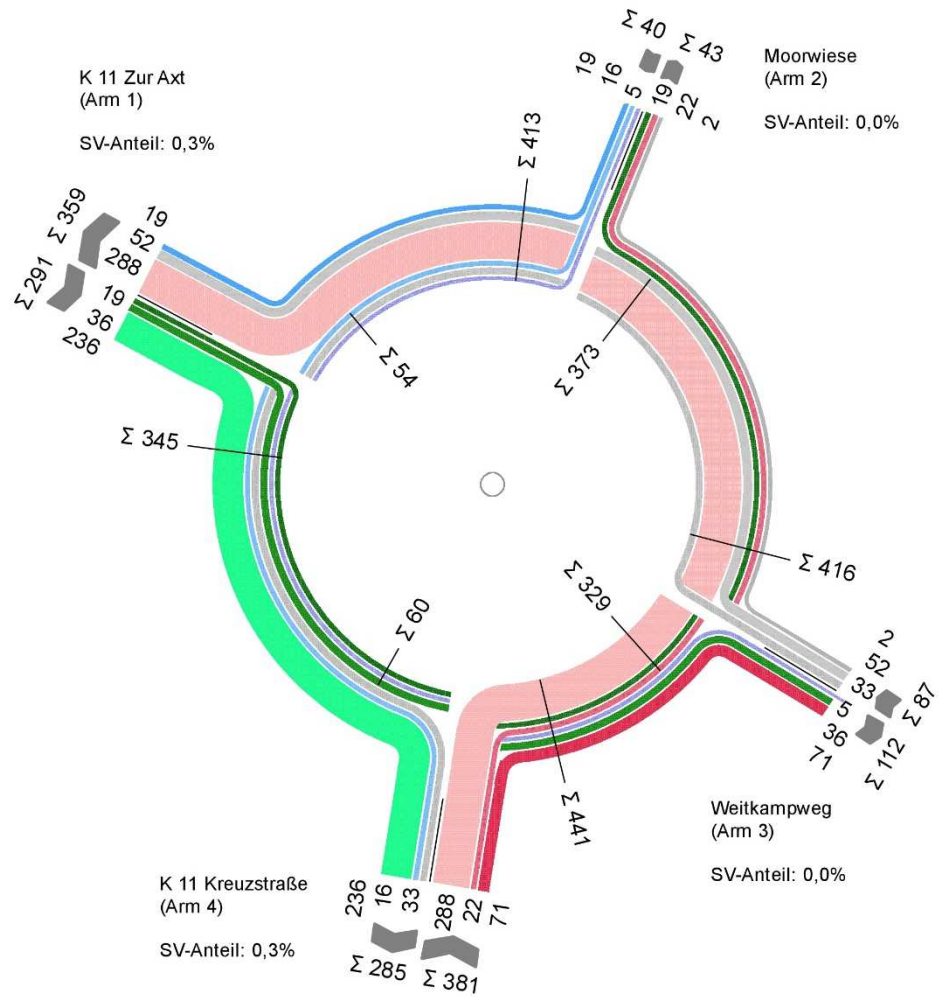 Σ 40
Σ 43
19
16
5
19
22
2
Moorwiese
(Arm 2)
SV-Anteil: 0,0%
K 11 Zur Axt
(Arm 1)
SV-Anteil: 0,3%
Σ 413
Σ 359
Σ 291
19
52
288
19
36
236
Σ 54
Σ 373
Σ 345
Σ 416
Σ 329
Σ 60
2
52
33
5
36
71
Σ 87
Σ 112
Σ 441
Weitkampweg
(Arm 3)
SV-Anteil: 0,0%
K 11 Kreuzstraße
(Arm 4)
SV-Anteil: 0,3%
236
16
33
288
22
71
Σ 285
Σ 381